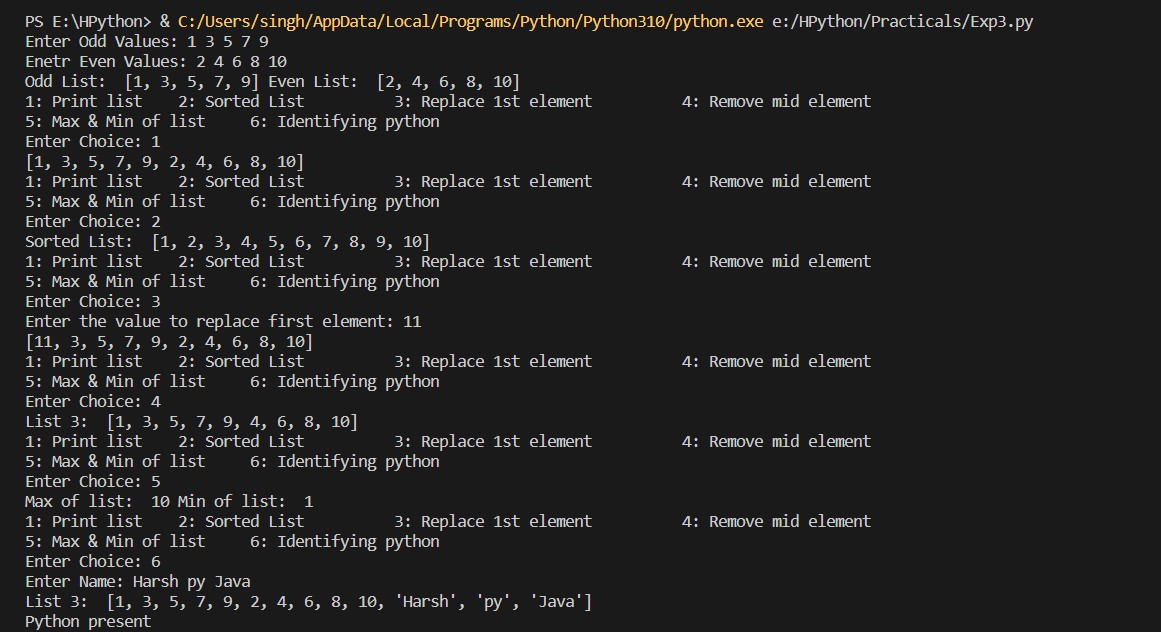 PS E:\HPython> & C:/Users/singh/AppData/Local/Programs/Python/Python310/python.exe e:/HPython/Practicals/Exp3.py
Enter Odd Values: 1 3 5 7 9
Enetr Even Values: 2 4 6 8 10
Odd List:  [1, 3, 5, 7, 9] Even List:  [2, 4, 6, 8, 10]
1: Print list    2: Sorted List          3: Replace 1st element          4: Remove mid element
5: Max & Min of list     6: Identifying python
Enter Choice: 1
[1, 3, 5, 7, 9, 2, 4, 6, 8, 10]
1: Print list    2: Sorted List          3: Replace 1st element          4: Remove mid element
5: Max & Min of list     6: Identifying python
Enter Choice: 2
Sorted List:  [1, 2, 3, 4, 5, 6, 7, 8, 9, 10]
1: Print list    2: Sorted List          3: Replace 1st element          4: Remove mid element
5: Max & Min of list     6: Identifying python
Enter Choice: 3
Enter the value to replace first element: 11
[11, 3, 5, 7, 9, 2, 4, 6, 8, 10]
1: Print list    2: Sorted List          3: Replace 1st element          4: Remove mid element
5: Max & Min of list     6: Identifying python
Enter Choice: 4
List 3:  [1, 3, 5, 7, 9, 4, 6, 8, 10]
1: Print list    2: Sorted List          3: Replace 1st element          4: Remove mid element
5: Max & Min of list     6: Identifying python
Enter Choice: 5
Max of list:  10 Min of list:  1
1: Print list    2: Sorted List          3: Replace 1st element          4: Remove mid element
5: Max & Min of list     6: Identifying python
Enter Choice: 6
Enter Name: Harsh py Java
List 3:  [1, 3, 5, 7, 9, 2, 4, 6, 8, 10, 'Harsh', 'py', 'Java']
Python present